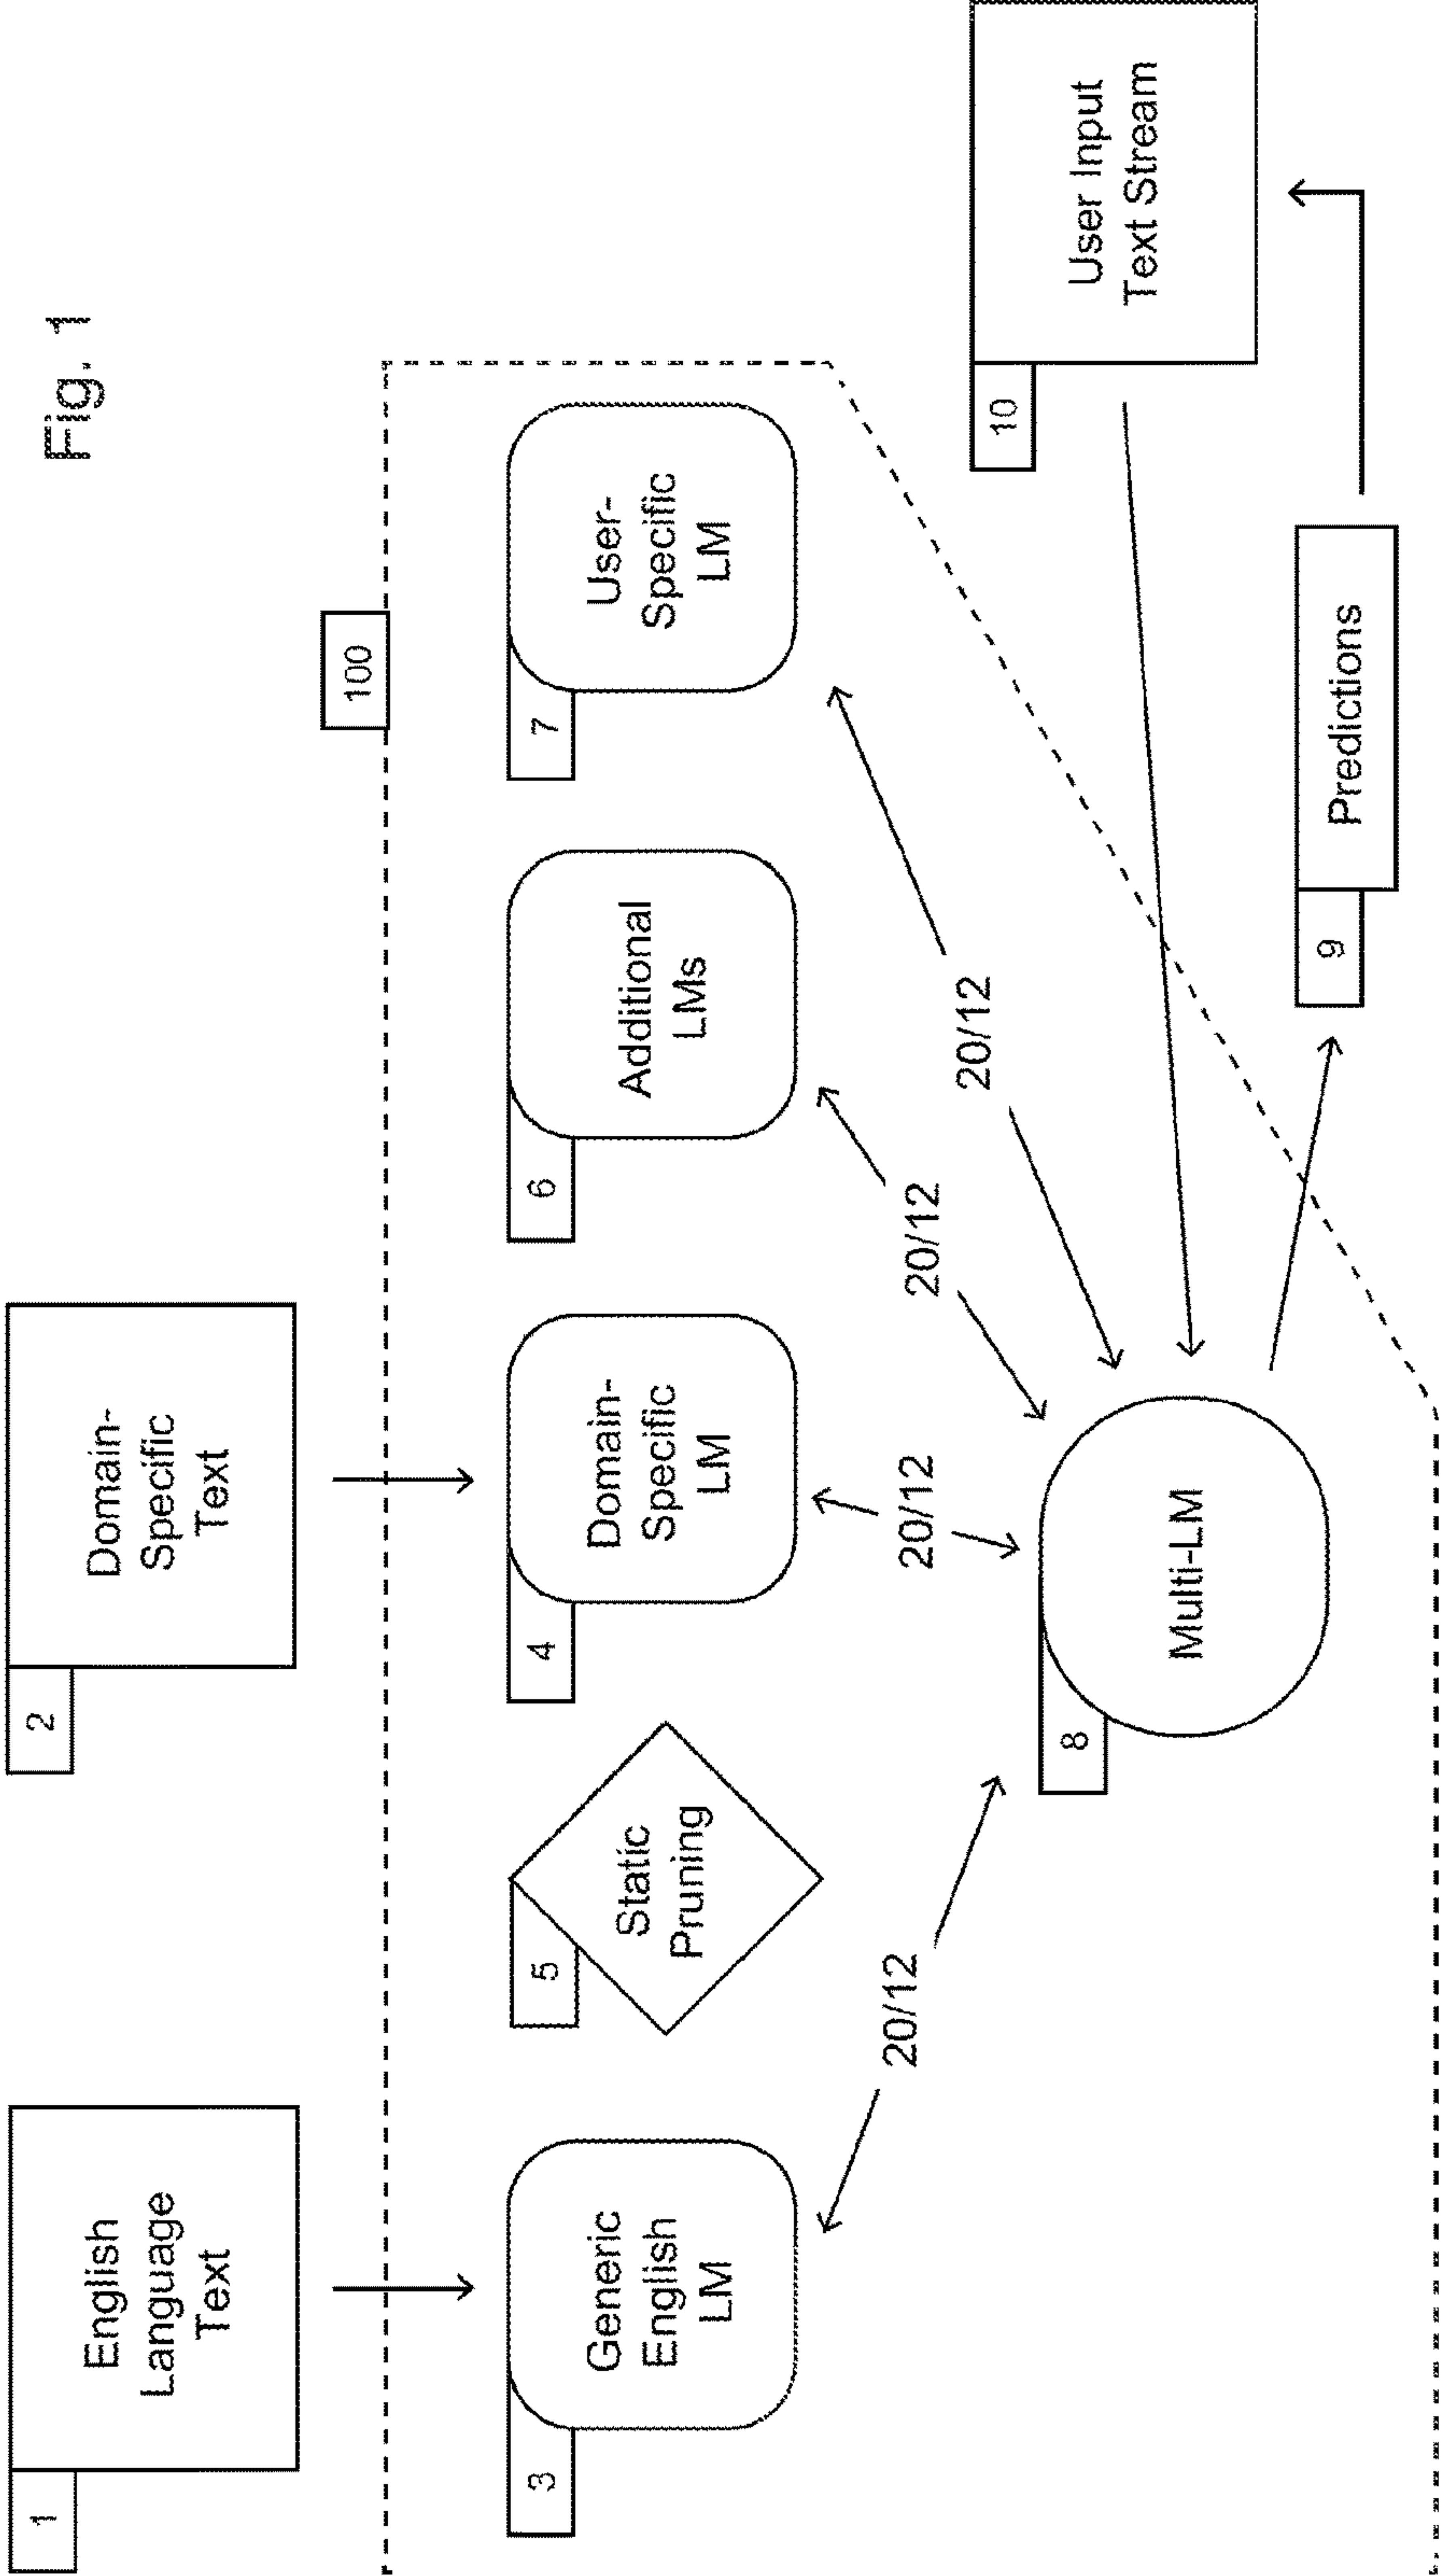 Fig. 1
1
English
Language
Text
2
Domain-
Specific
Text
100
3
Generic
English
LM
5
Static
Pruning
4
Domain-
Specific
LM
6
Additional
LMs
7
User-
Specific
LM
20/12
20/12
20/12
20/12
8
Multi-LM
9
Predictions
10
User Input
Text Stream